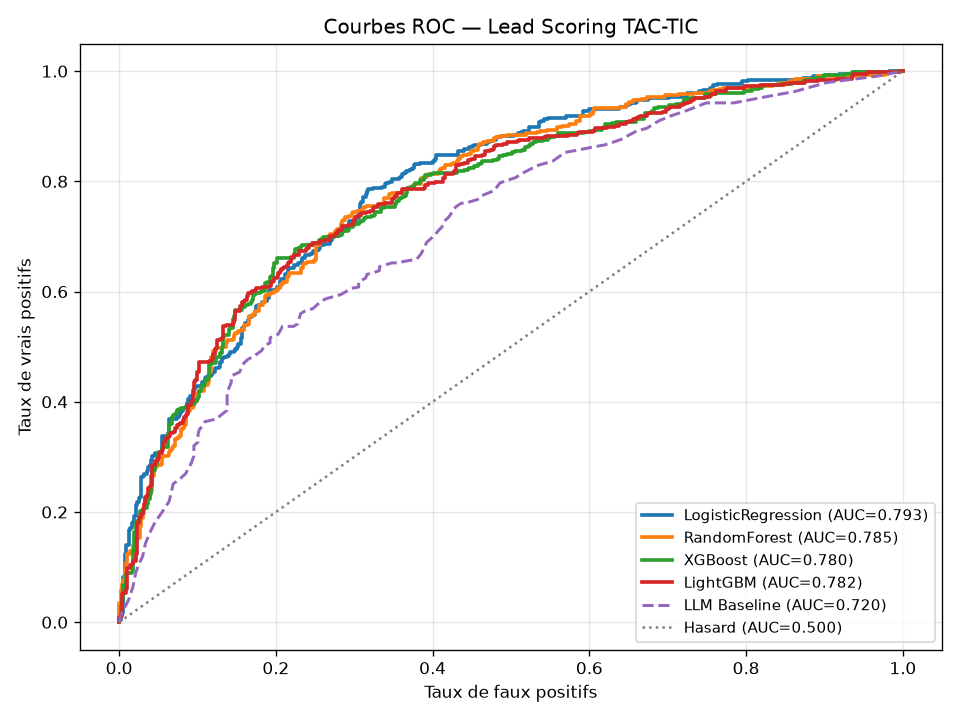 Courbes ROC — Lead Scoring TAC-TIC
Taux de vrais positifs
1.0
0.8
0.6
0.4
0.2
0.0
LogisticRegression (AUC=0.793)
RandomForest (AUC=0.785)
XGBoost (AUC=0.780)
LightGBM (AUC=0.782)
LLM Baseline (AUC=0.720)
Hasard (AUC=0.500)
0.0 0.2 0.4 0.6 0.8 1.0
Taux de faux positifs